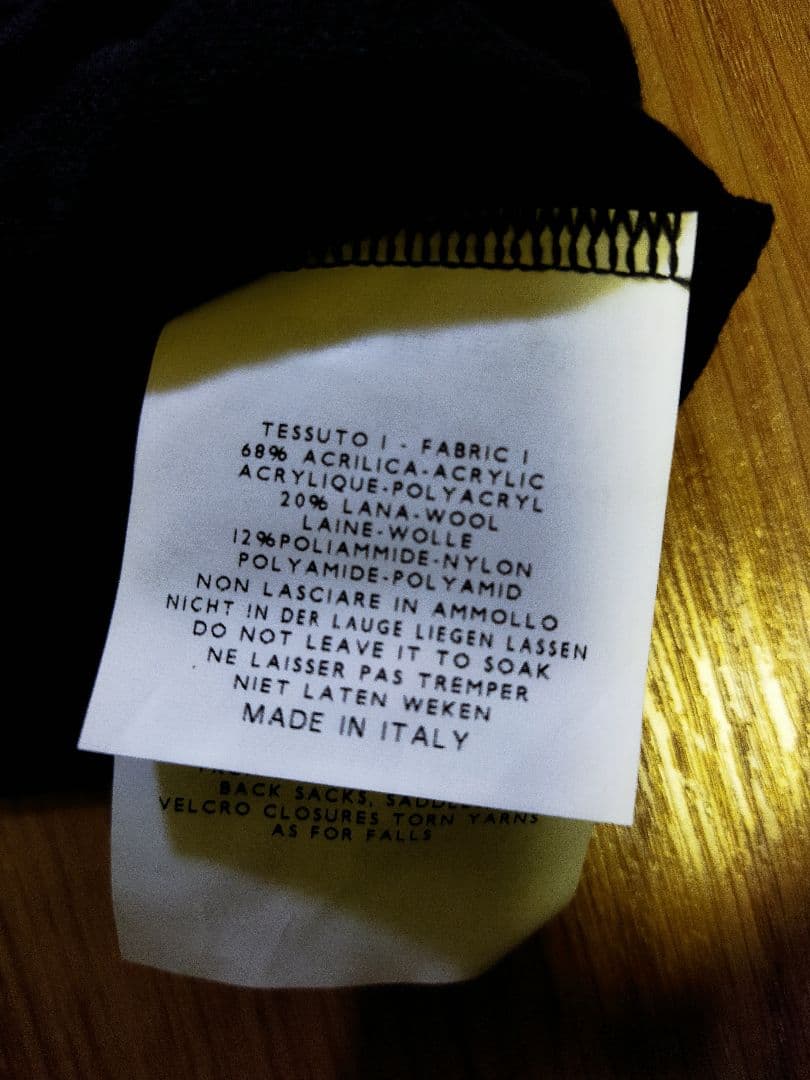 TESSUTO 1 - FABRIC 1
68% ACRILICA-ACRYLIC
ACRYLIQUE-POLYACRYL
20% LANA-WOOL
LAINE-WOLLE
12%POLIAMMIDE-NYLON
POLYAMIDE-POLYAMID
NON LASCIARE IN AMMOLLO
NICHT IN DER LAUGE LIEGEN LASSEN
DO NOT LEAVE IT TO SOAK
NE LAISSER PAS TREMPER
NIET LATEN WEKEN
MADE IN ITALY
BACK SACKS,
VELCRO CLOSURES TORN YARNS
AS FOR FALLS